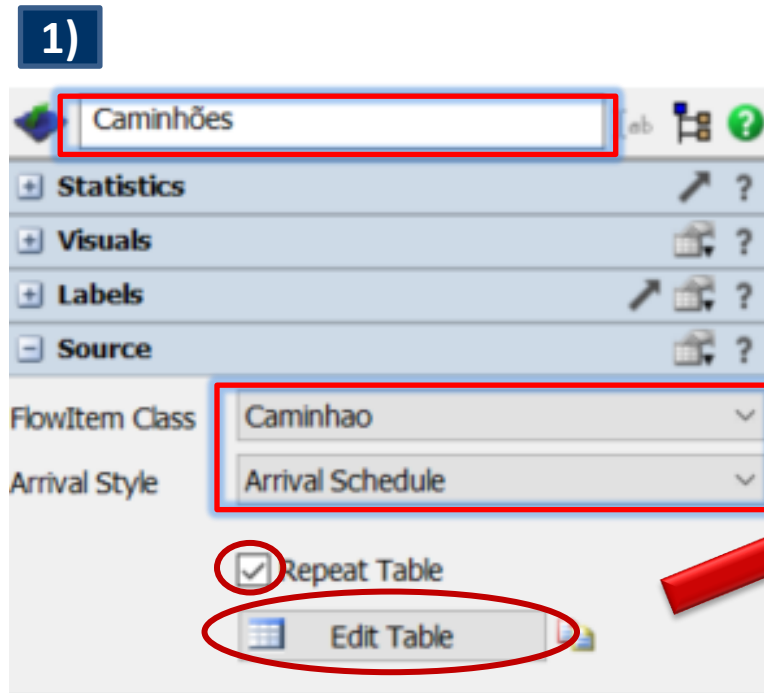 1)
Caminhões
Statistics ?
Visuals ?
Labels ?
Source ?
FlowItem Class Caminhao
Arrival Style Arrival Schedule
Repeat Table
Edit Table